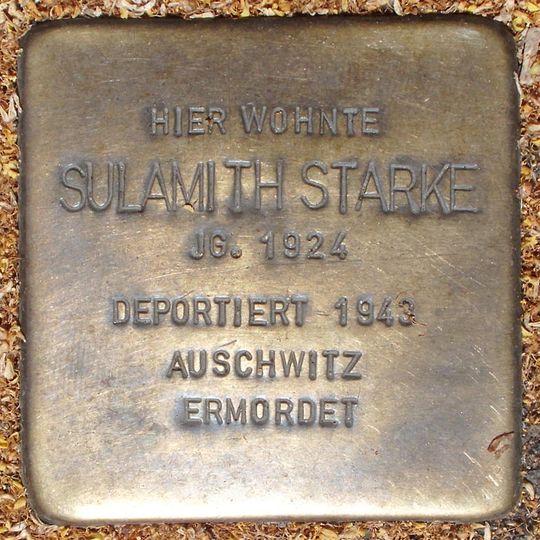 HIER WOHNTE
SULAMITH STARKE
JG. 1924
DEPORTIERT 1943
AUSCHWITZ
ERMORDET